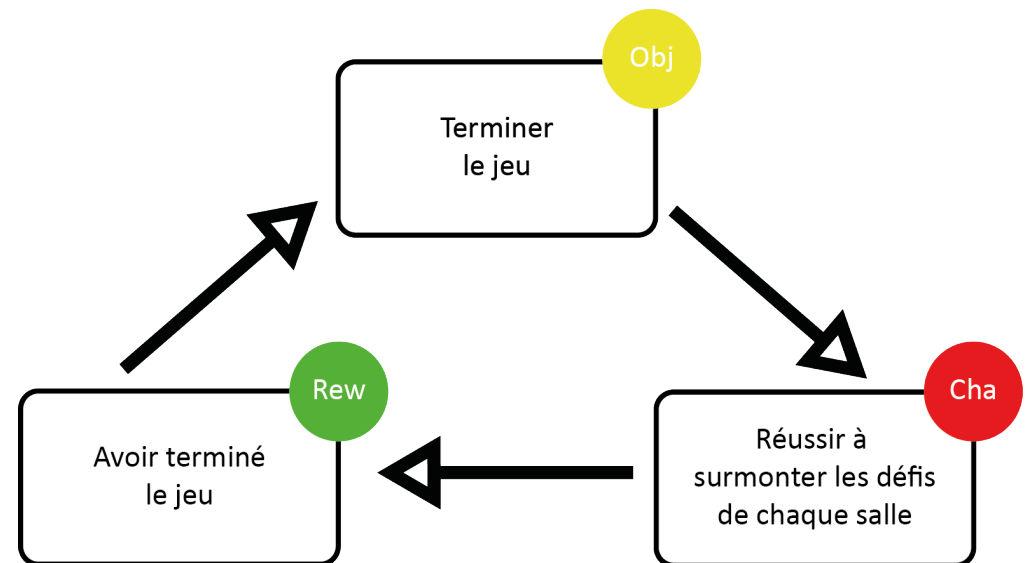 Obj
Terminer
le jeu
Rew
Avoir terminé
le jeu
Cha
Réussir à
surmonter les défis
de chaque salle